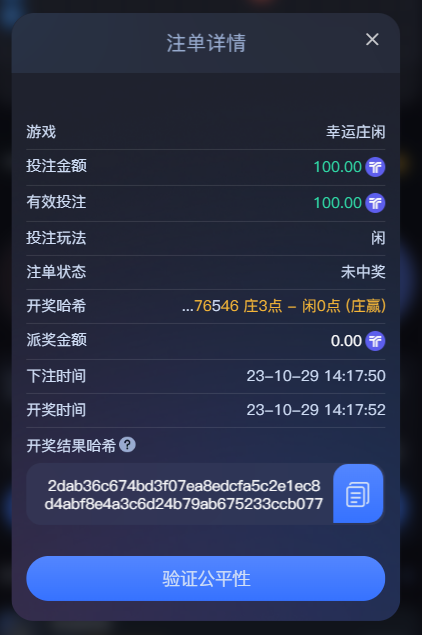 注单详情
游戏 幸运庄闲
投注金额 100.00
有效投注 100.00
投注玩法 闲
注单状态 未中奖
开奖哈希 ...76546 庄3点 – 闲0点 (庄赢)
派奖金额 0.00
下注时间 23-10-29 14:17:50
开奖时间 23-10-29 14:17:52
开奖结果哈希 ?
2dab36c674bd3f07ea8edcfa5c2e1ec8
d4abf8e4a3c6d24b79ab675233ccb077
验证公平性